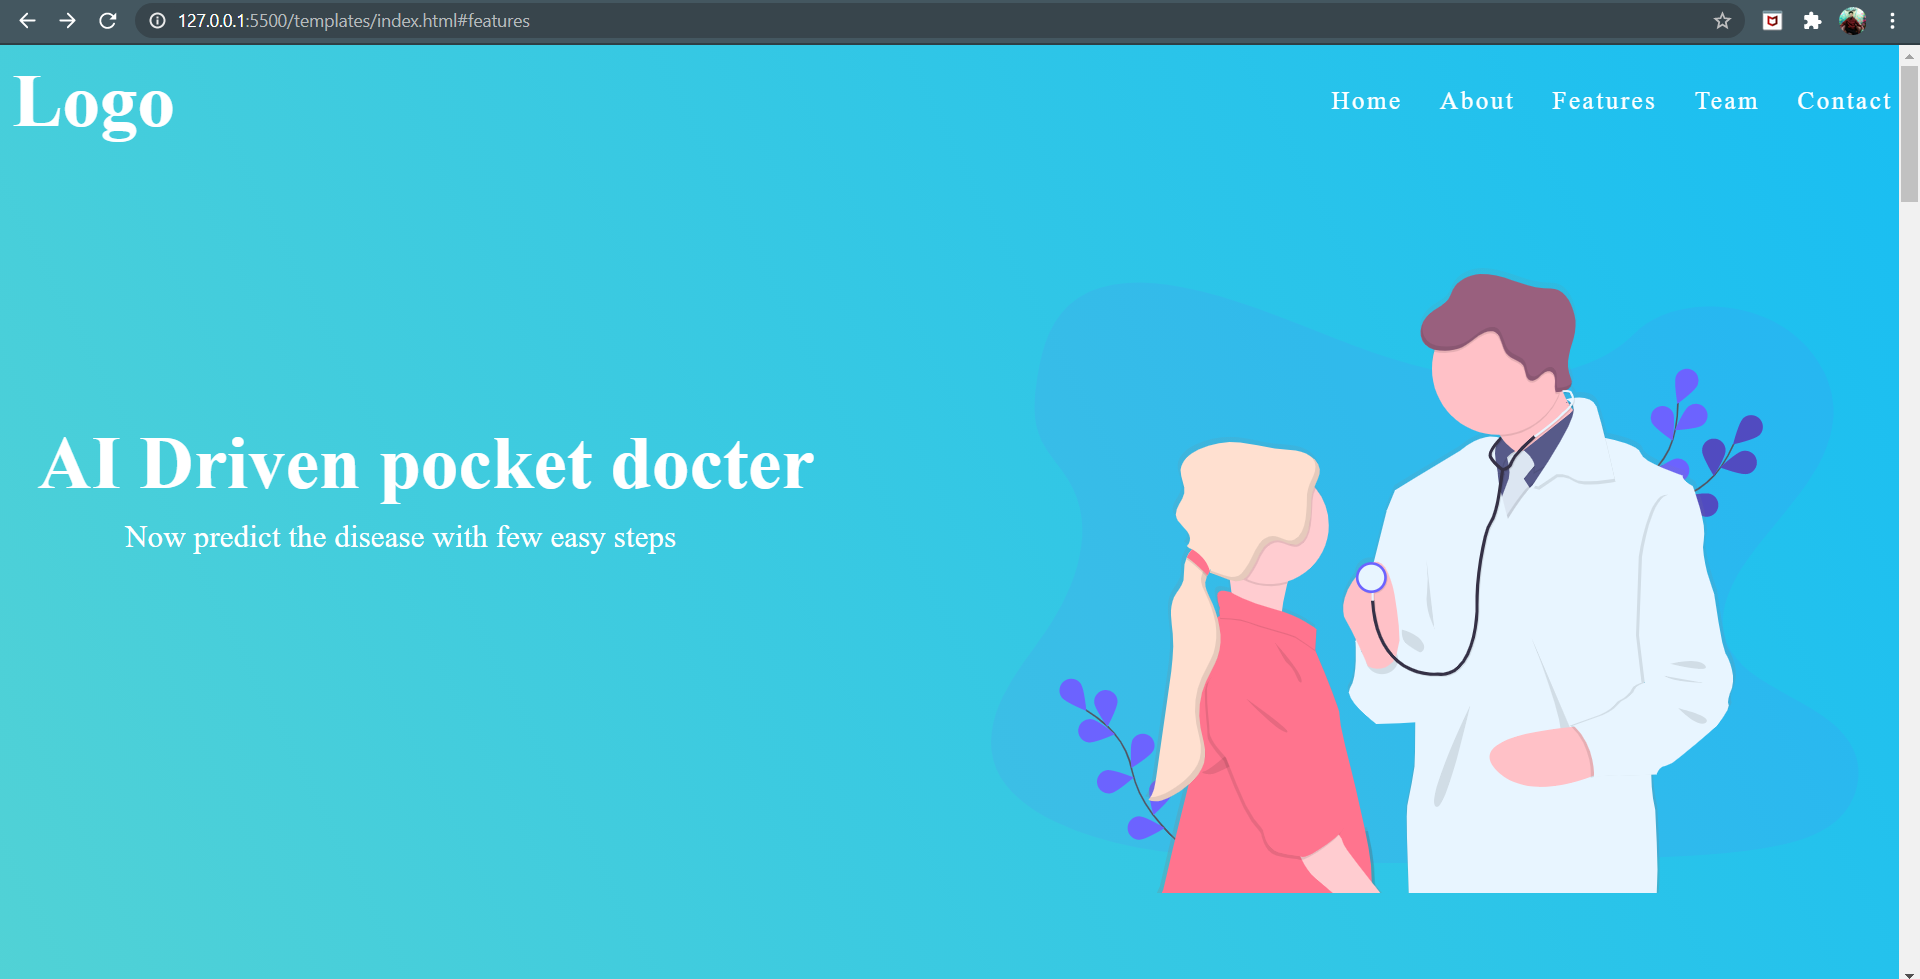 127.0.0.1:5500/templates/index.html#features
Logo
Home About Features Team Contact
AI Driven pocket docter
Now predict the disease with few easy steps